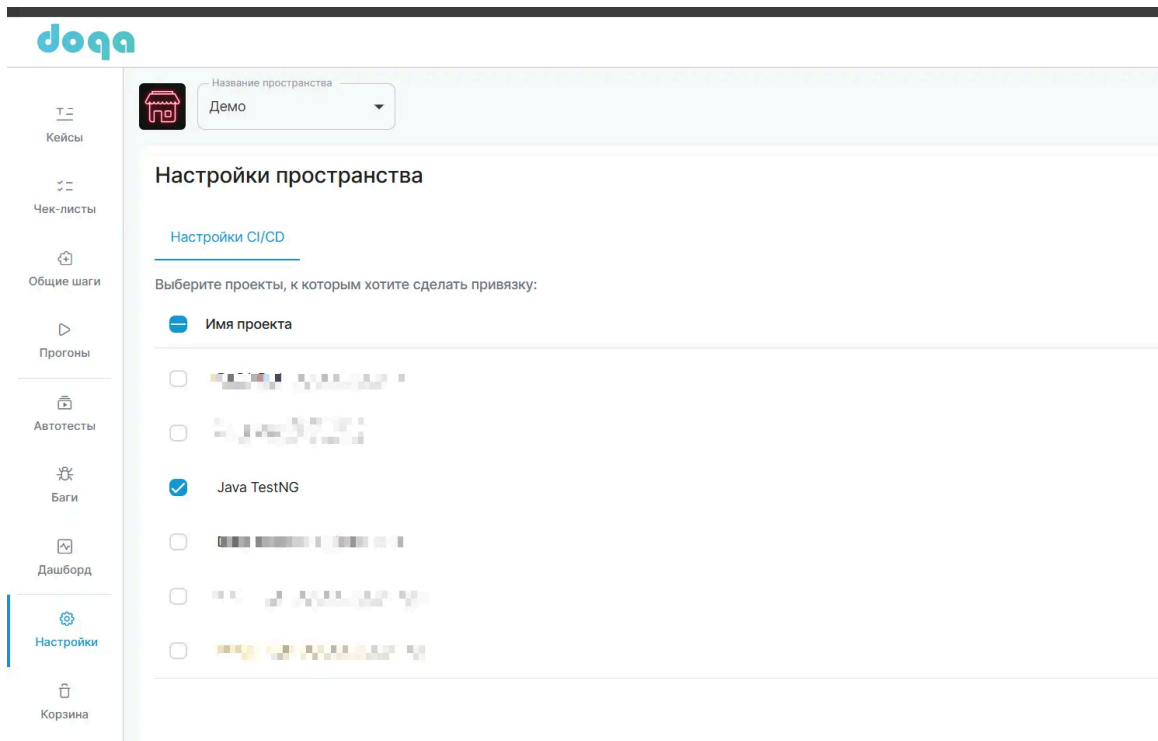 doqa
Название пространства
Демо
Кейсы
Чек-листы
Общие шаги
Прогоны
Автотесты
Баги
Дашборд
Настройки
Корзина
Настройки пространства
Настройки CI/CD
Выберите проекты, к которым хотите сделать привязку:
Имя проекта
Java TestNG